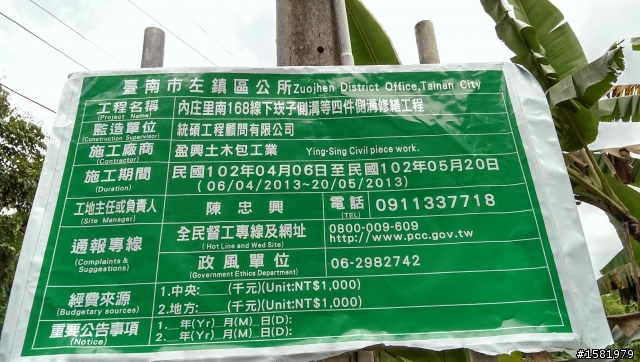 臺南市左鎮區公所Zuojhen District Office,Tainan City
工程名稱 內庄里南168線下崁子側溝等四件側溝修繕工程
(Project Name)
監造單位 統碩工程顧問有限公司
(Construction Supervisor)
施工廠商 盈興土木包工業 Ying-Sing Civil piece work.
(Contractor)
施工期間 民國102年04月06日至民國102年05月20日
(Duration) (06/04/2013~20/05/2013)
工地主任或負責人 陳忠興 電話 0911337718
(Site Manager) (TEL)
通報專線 全民督工專線及網址 0800-009-609
(Complaints & Suggestions) (Hot Line and Wed Site) http://www.pcc.gov.tw
政風單位 06-2982742
(Government Ethics Department)
經費來源 1.中央: (千元)(Unit:NT$1,000)
(Budgetary sources) 2.地方: (千元)(Unit:NT$1,000)
重要公告事項 1. 年(Yr) 月(M) 日(D):
(Notice) 2. 年(Yr) 月(M) 日(D):
#1581979